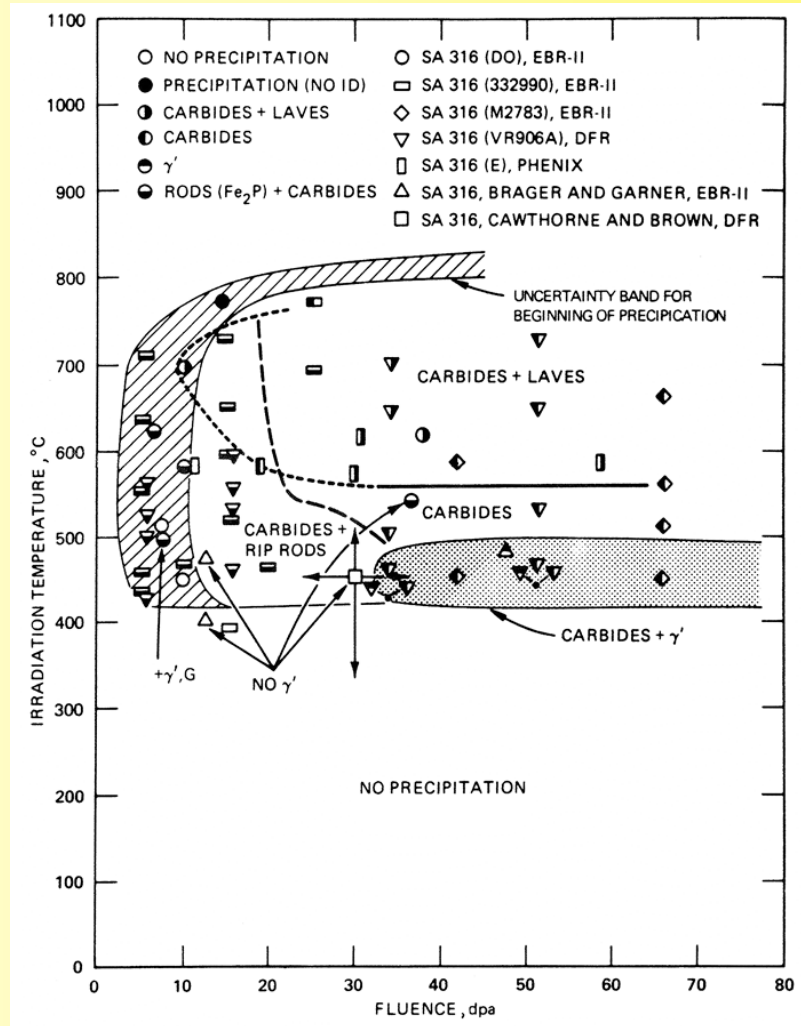 1100
1000
900
800
700
600
500
400
300
200
100
0
IRRADIATION TEMPERATURE, °C
NO PRECIPITATION
PRECIPITATION (NO ID)
CARBIDES + LAVES
CARBIDES
γ'
RODS (Fe₂P) + CARBIDES
SA 316 (DO), EBR-II
SA 316 (332990), EBR-II
SA 316 (M2783), EBR-II
SA 316 (VR906A), DFR
SA 316 (E), PHENIX
SA 316, BRAGER AND GARNER, EBR-II
SA 316, CAWTHORNE AND BROWN, DFR
UNCERTAINTY BAND FOR
BEGINNING OF PRECIPICATION
CARBIDES + LAVES
CARBIDES
CARBIDES +
RIP RODS
CARBIDES + γ'
+γ', G
NO γ'
NO PRECIPITATION
0
10
20
30
40
50
60
70
80
FLUENCE, dpa